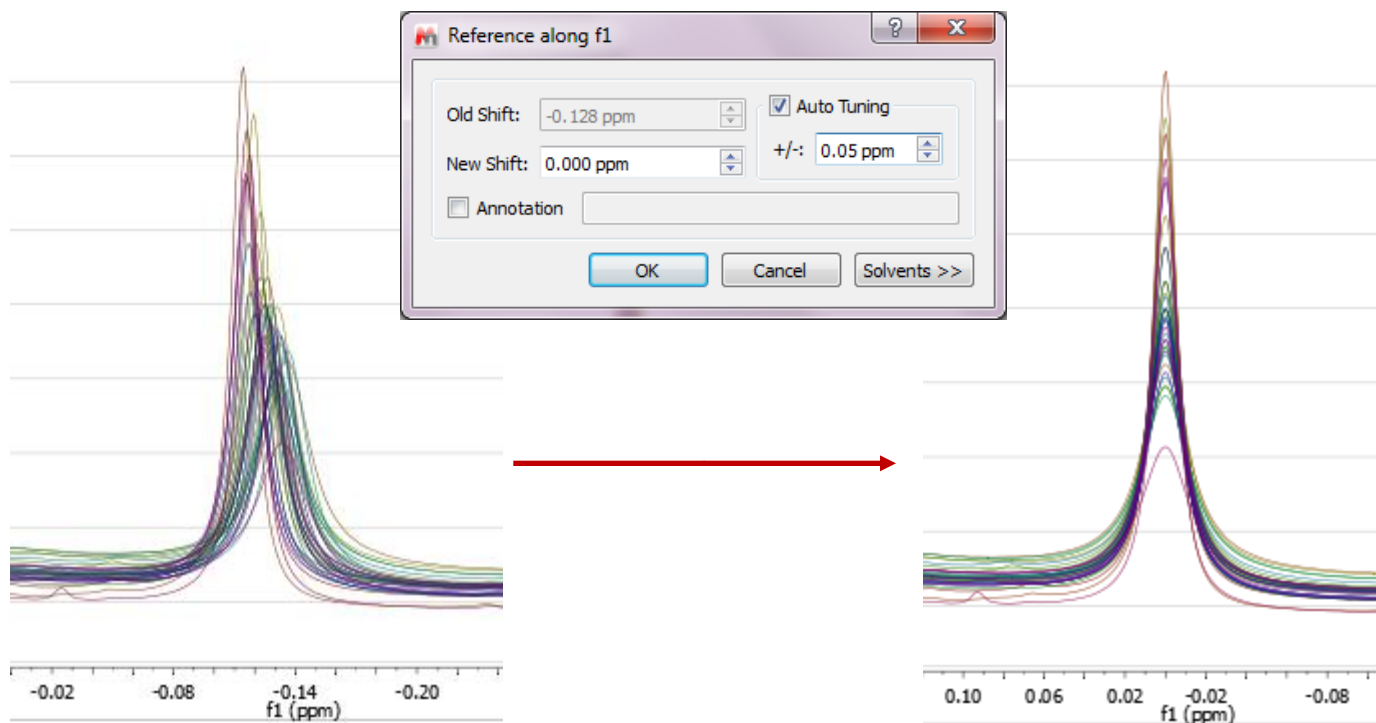 Reference along f1
Old Shift: -0.128 ppm
Auto Tuning
+/-: 0.05 ppm
New Shift: 0.000 ppm
Annotation
OK Cancel Solvents >>
-0.02 -0.08 -0.14 -0.20
f1 (ppm)
0.10 0.06 0.02 -0.02 -0.08
f1 (ppm)